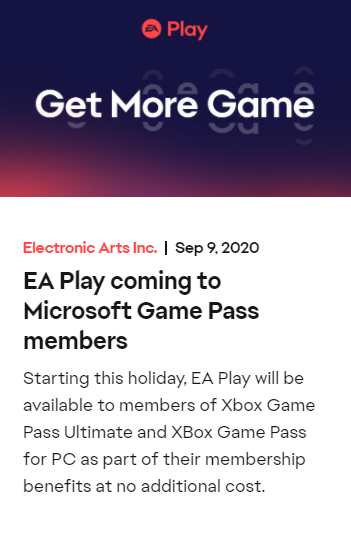 EA Play
Get More Game
Electronic Arts Inc. | Sep 9, 2020
EA Play coming to
Microsoft Game Pass
members
Starting this holiday, EA Play will be
available to members of Xbox Game
Pass Ultimate and XBox Game Pass
for PC as part of their membership
benefits at no additional cost.